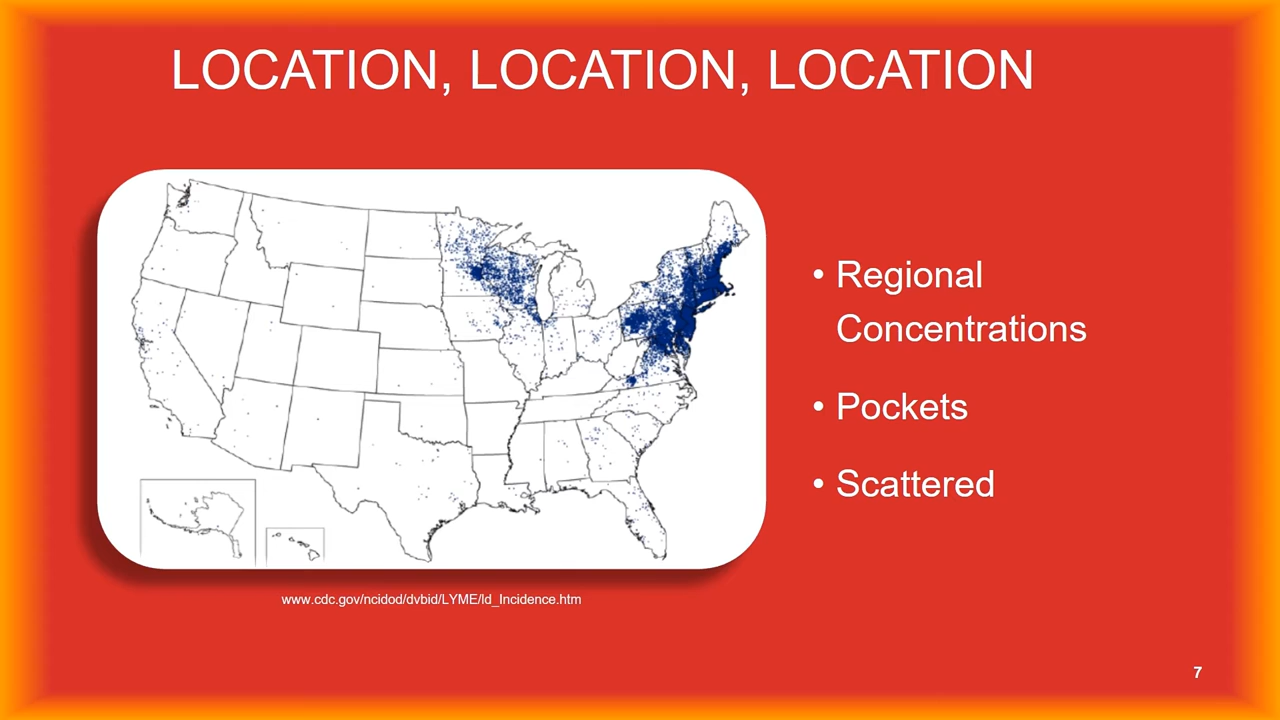 LOCATION, LOCATION, LOCATION
• Regional
Concentrations
• Pockets
• Scattered
www.cdc.gov/ncidod/dvbid/LYME/ld_Incidence.htm
7